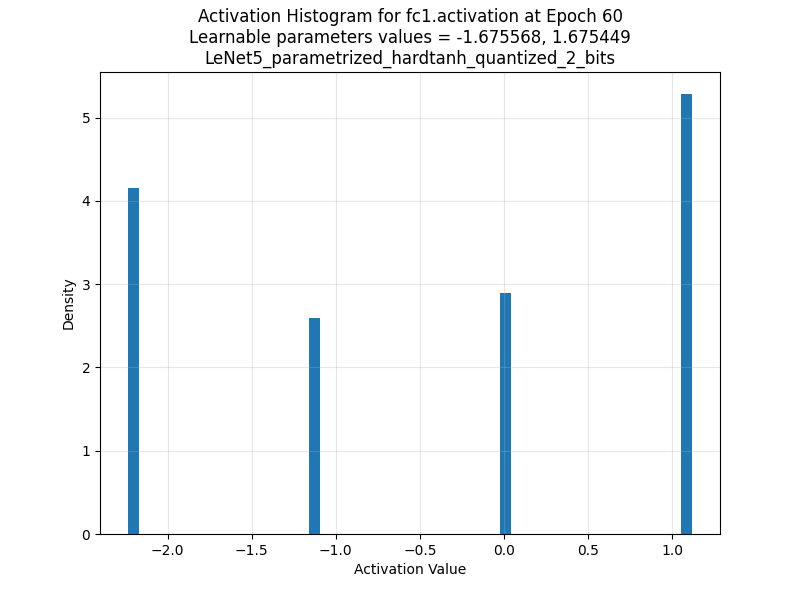 Activation Histogram for fc1.activation at Epoch 60
Learnable parameters values = -1.675568, 1.675449
LeNet5_parametrized_hardtanh_quantized_2_bits
5
4
3
2
1
0
Density
−2.0 −1.5 −1.0 −0.5 0.0 0.5 1.0
Activation Value